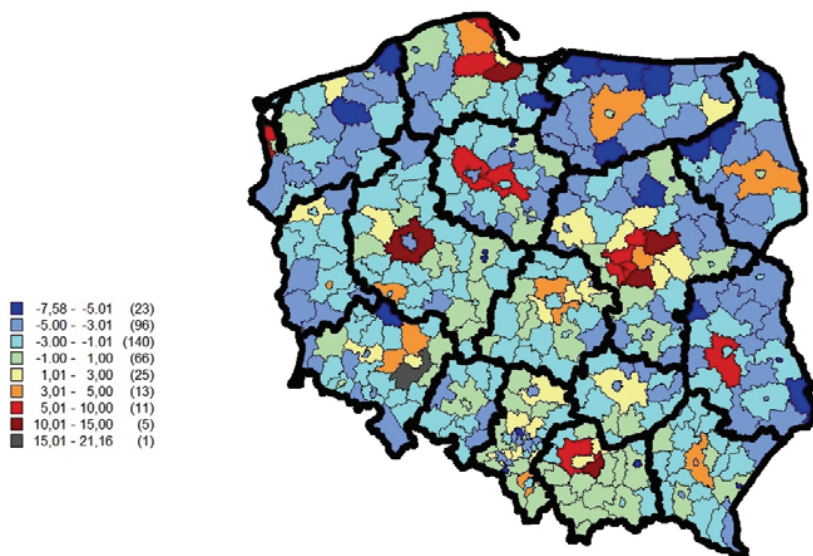 -7,58 - -5.01 (23)
-5.00 - -3.01 (96)
-3.00 - -1.01 (140)
-1.00 - 1,00 (66)
1,01 - 3,00 (25)
3,01 - 5,00 (13)
5,01 - 10,00 (11)
10,01 - 15,00 (5)
15,01 - 21,16 (1)